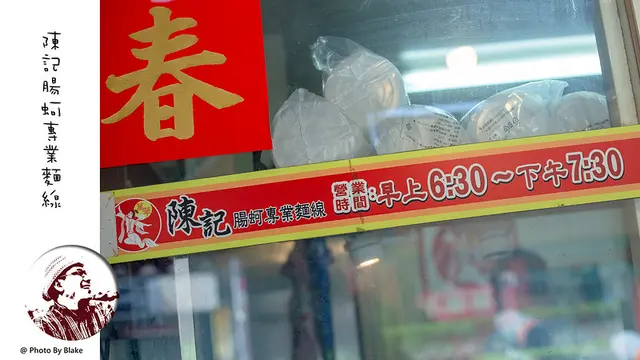 陳記腸蚵專業麵線
春
陳記 腸蚵專業麵線 營業時間:早上6:30~下午7:30
@ Photo By Blake